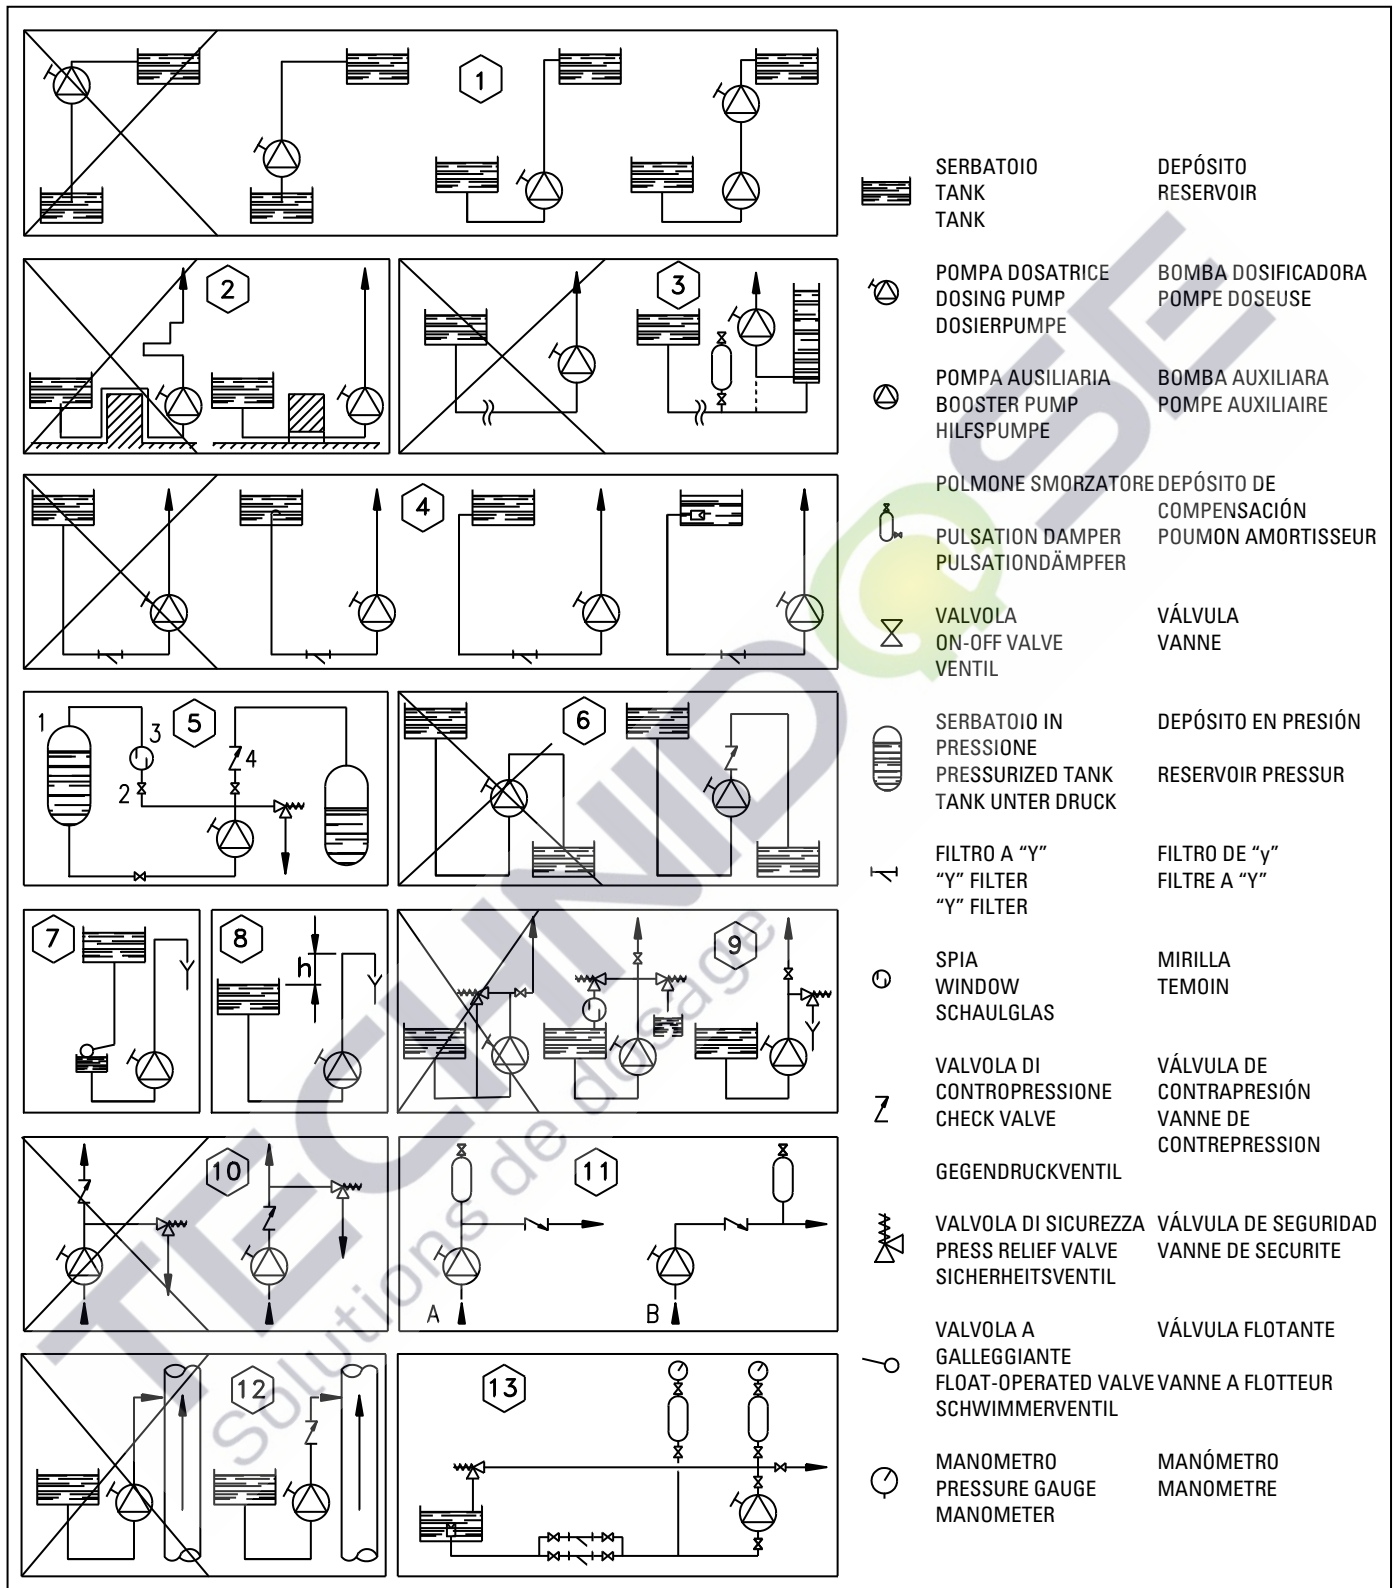 1
2
3
4
1
3
5
4
2
6
7
8
h
9
10
11
A
B
12
13
SERBATOIO
TANK
TANK
DEPÓSITO
RESERVOIR
POMPA DOSATRICE
DOSING PUMP
DOSIERPUMPE
BOMBA DOSIFICADORA
POMPE DOSEUSE
POMPA AUSILIARIA
BOOSTER PUMP
HILFSPUMPE
BOMBA AUXILIARA
POMPE AUXILIAIRE
POLMONE SMORZATORE
PULSATION DAMPER
PULSATIONDÄMPFER
DEPÓSITO DE
COMPENSACIÓN
POUMON AMORTISSEUR
VALVOLA
ON-OFF VALVE
VENTIL
VÁLVULA
VANNE
SERBATOIO IN
PRESSIONE
PRESSURIZED TANK
TANK UNTER DRUCK
DEPÓSITO EN PRESIÓN
RESERVOIR PRESSUR
FILTRO A “Y”
“Y” FILTER
“Y” FILTER
FILTRO DE “y”
FILTRE A “Y”
SPIA
WINDOW
SCHAULGLAS
MIRILLA
TEMOIN
VALVOLA DI
CONTROPRESSIONE
CHECK VALVE
GEGENDRUCKVENTIL
VÁLVULA DE
CONTRAPRESIÓN
VANNE DE
CONTREPRESSION
VALVOLA DI SICUREZZA
PRESS RELIEF VALVE
SICHERHEITSVENTIL
VÁLVULA DE SEGURIDAD
VANNE DE SECURITE
VALVOLA A
GALLEGGIANTE
FLOAT-OPERATED VALVE
SCHWIMMERVENTIL
VÁLVULA FLOTANTE
VANNE A FLOTTEUR
MANOMETRO
PRESSURE GAUGE
MANOMETER
MANÓMETRO
MANOMETRE
TECHNIDOSE
Solutions de dosage